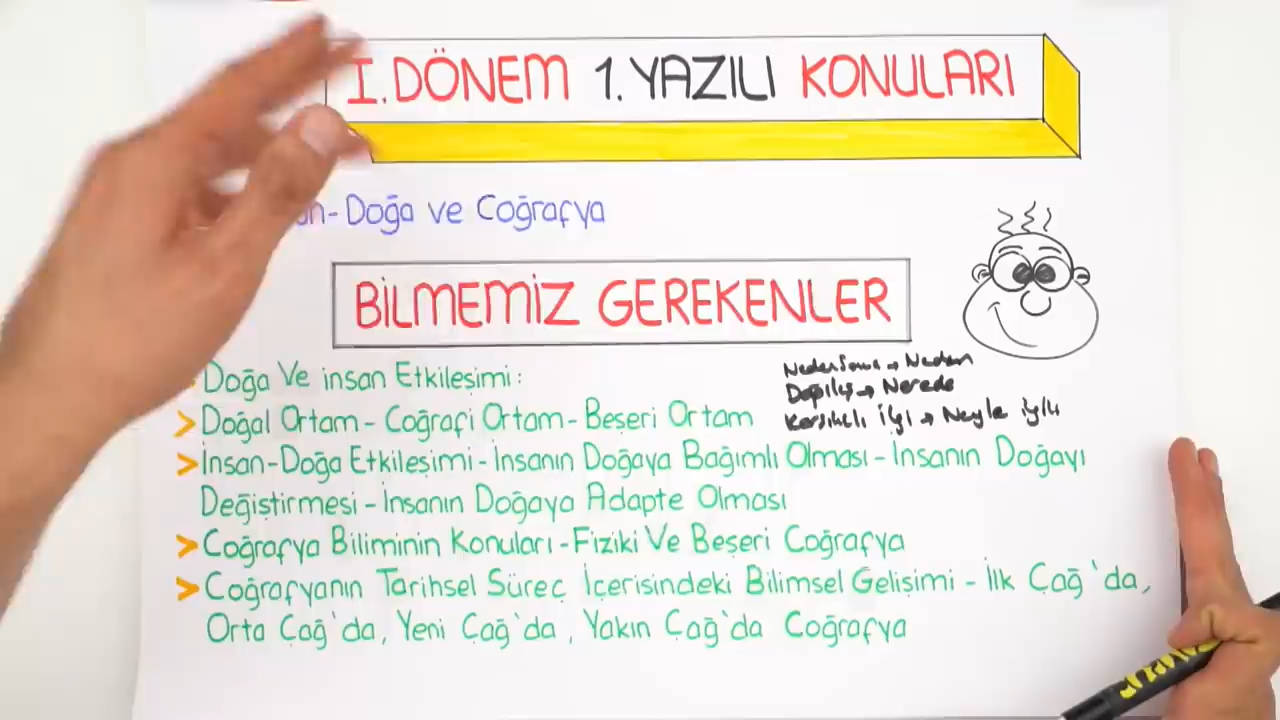 I. DÖNEM 1. YAZILI KONULARI
Doğa ve Coğrafya
BİLMEMİZ GEREKENLER
Doğa Ve insan Etkileşimi:
> Doğal Ortam - Coğrafi Ortam - Beşeri Ortam
Nedensellik → Neden
Dağılış → Nerede
Karşılıklı İlgi → Neyle ilgili
> İnsan-Doğa Etkileşimi - İnsanın Doğaya Bağımlı Olması - İnsanın Doğayı
Değiştirmesi - İnsanın Doğaya Adapte Olması
> Coğrafya Biliminin Konuları - Fiziki Ve Beşeri Coğrafya
> Coğrafyanın Tarihsel Süreç İçerisindeki Bilimsel Gelişimi - İlk Çağ'da,
Orta Çağ'da, Yeni Çağ'da, Yakın Çağ'da Coğrafya